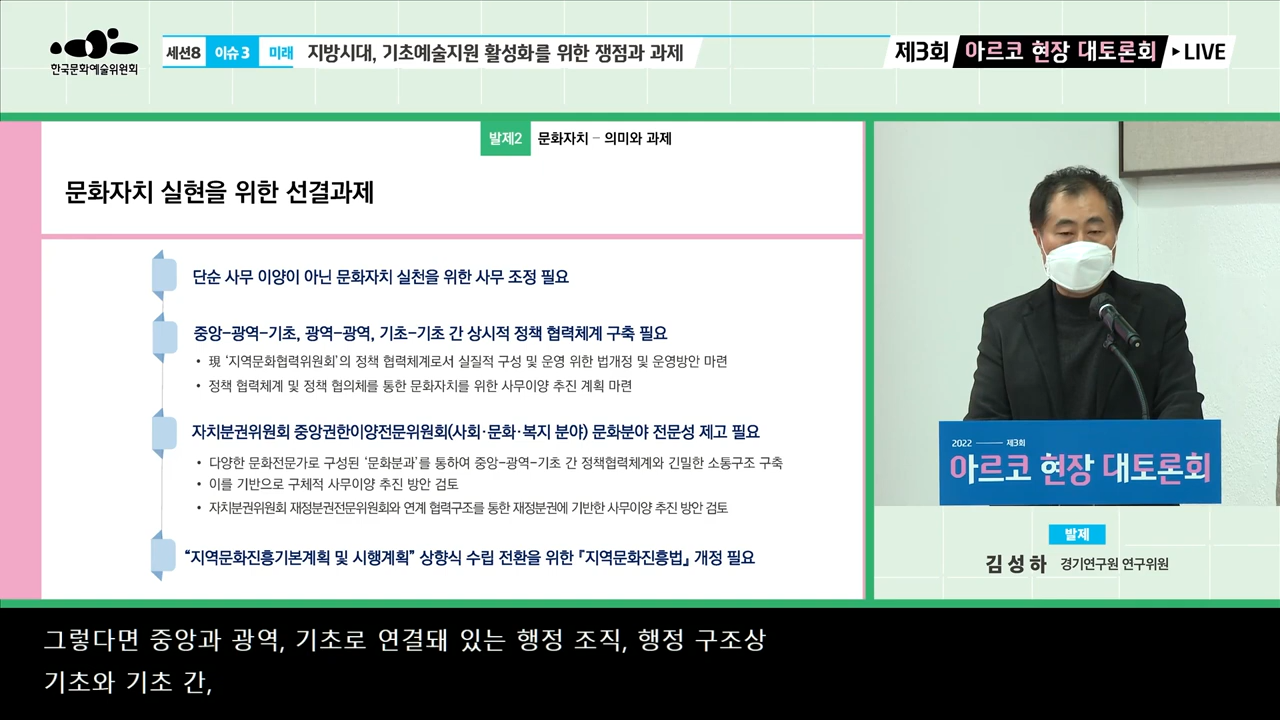 한국문화예술위원회
세션8 이슈 3 미래 지방시대, 기초예술지원 활성화를 위한 쟁점과 과제
제3회 아르코 현장 대토론회 ▸LIVE
발제2 문화자치 – 의미와 과제
문화자치 실현을 위한 선결과제
단순 사무 이양이 아닌 문화자치 실천을 위한 사무 조정 필요
중앙-광역-기초, 광역-광역, 기초-기초 간 상시적 정책 협력체계 구축 필요
• 現 ‘지역문화협력위원회’의 정책 협력체계로서 실질적 구성 및 운영 위한 법개정 및 운영방안 마련
• 정책 협력체계 및 정책 협의체를 통한 문화자치를 위한 사무이양 추진 계획 마련
자치분권위원회 중앙권한이양전문위원회(사회·문화·복지 분야) 문화분야 전문성 제고 필요
• 다양한 문화전문가로 구성된 ‘문화분과’를 통하여 중앙-광역-기초 간 정책협력체계와 긴밀한 소통구조 구축
• 이를 기반으로 구체적 사무이양 추진 방안 검토
• 자치분권위원회 재정분권전문위원회와 연계 협력구조를 통한 재정분권에 기반한 사무이양 추진 방안 검토
“지역문화진흥기본계획 및 시행계획” 상향식 수립 전환을 위한 『지역문화진흥법』 개정 필요
2022 제3회
아르코 현장 대토론회
발제
김성하 경기연구원 연구위원
그렇다면 중앙과 광역, 기초로 연결돼 있는 행정 조직, 행정 구조상
기초와 기초 간,